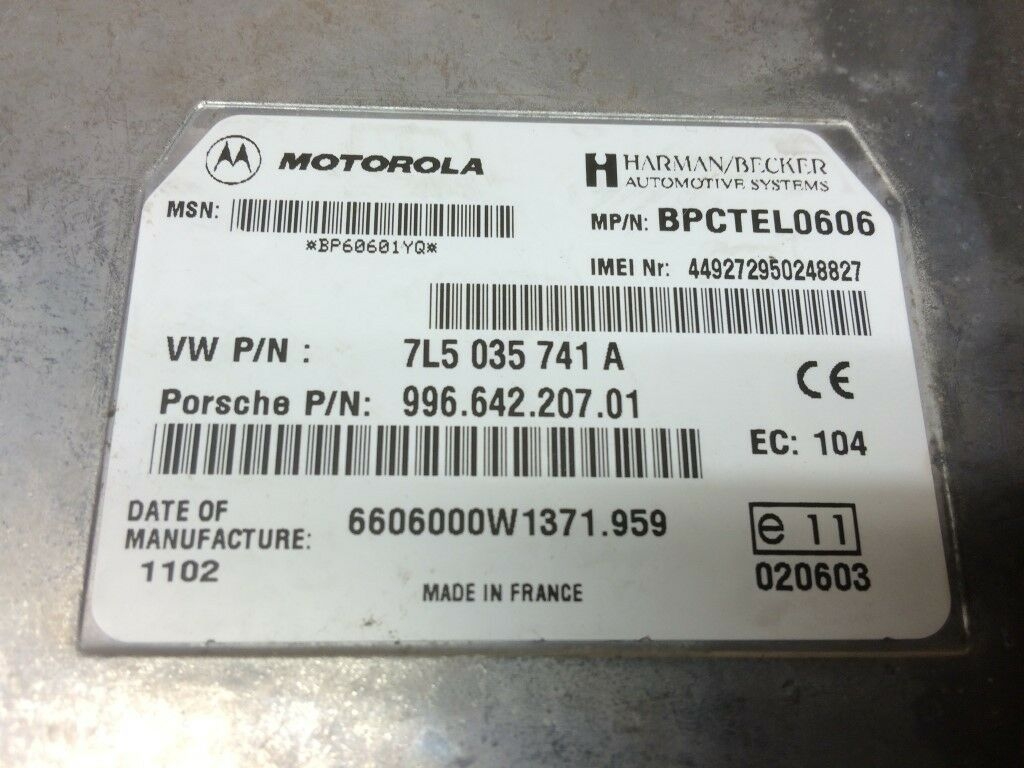 MOTOROLA
HARMAN/BECKER
AUTOMOTIVE SYSTEMS
MSN:
*BP60601YQ*
MP/N: BPCTEL0606
IMEI Nr: 449272950248827
VW P/N : 7L5 035 741 A
Porsche P/N: 996.642.207.01
CE
EC: 104
DATE OF
MANUFACTURE:
1102
6606000W1371.959
e 11
020603
MADE IN FRANCE